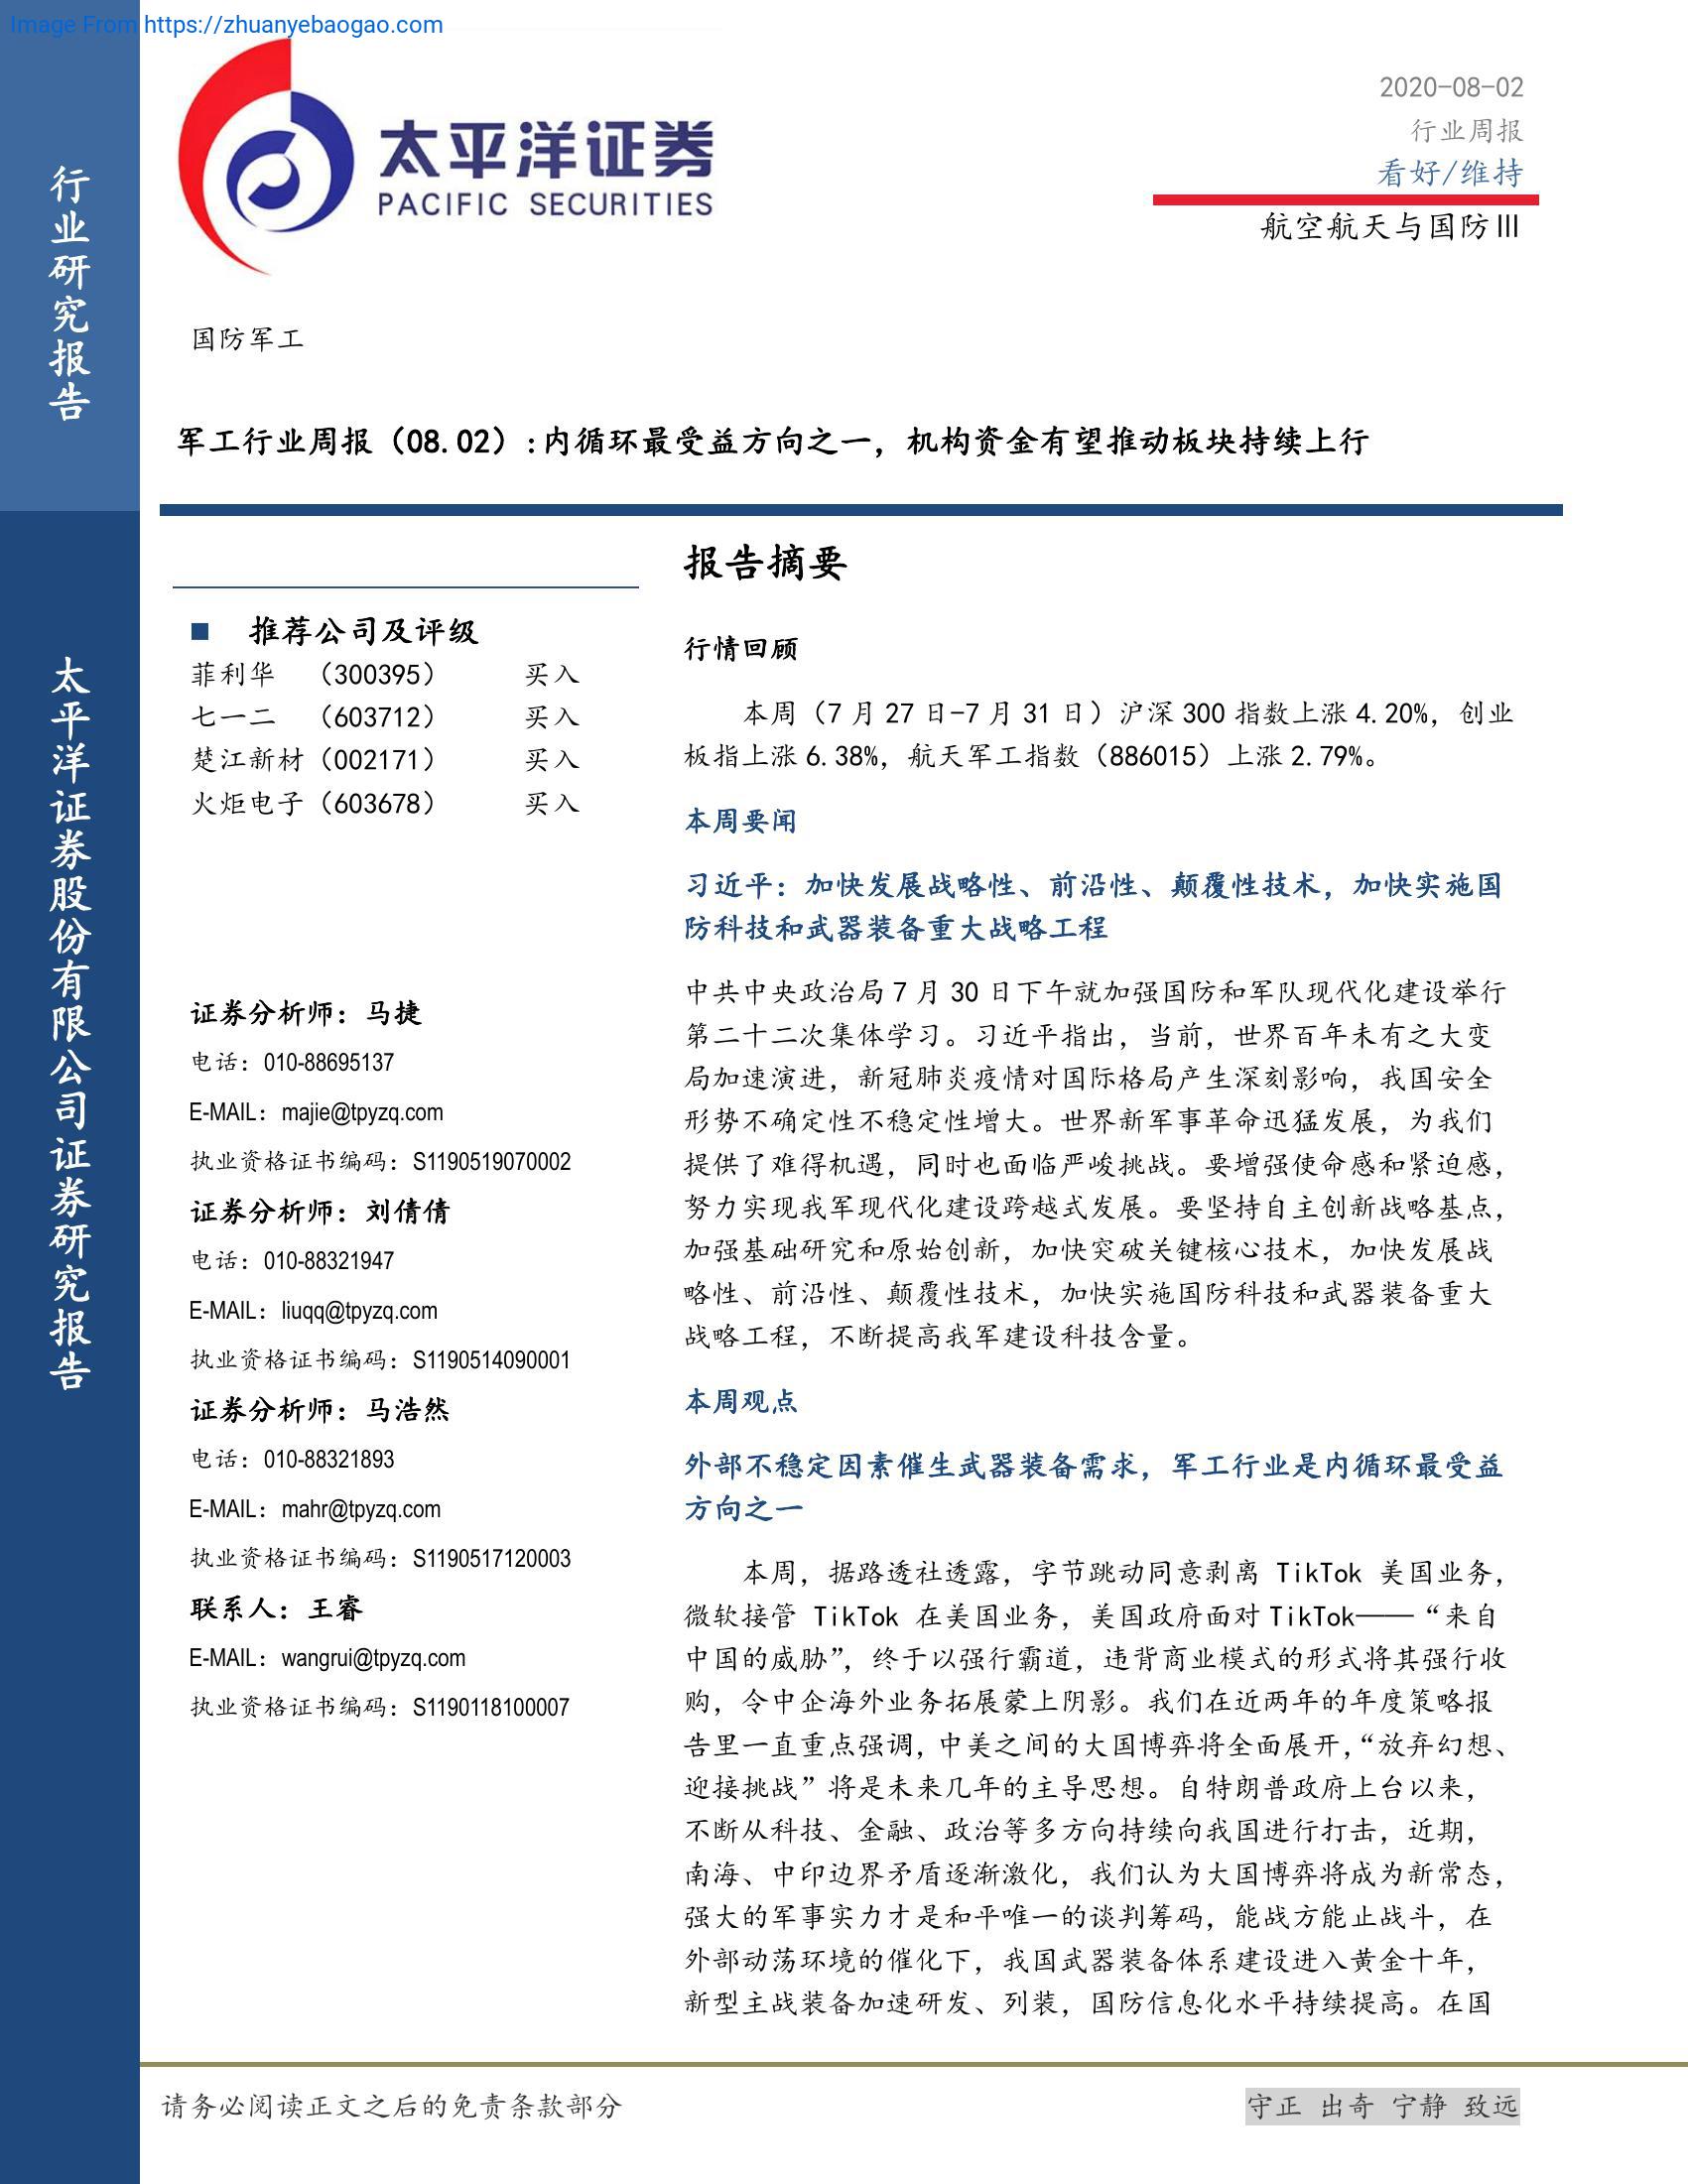 Image From https://zhuanyebaogao.com
行业研究报告
太平洋证券股份有限公司证券研究报告
太平洋证券
PACIFIC SECURITIES
2020-08-02
行业周报
看好/维持
航空航天与国防Ⅲ
国防军工
军工行业周报（08.02）:内循环最受益方向之一，机构资金有望推动板块持续上行
■ 推荐公司及评级
菲利华 （300395） 买入
七一二 （603712） 买入
楚江新材（002171） 买入
火炬电子（603678） 买入
证券分析师：马捷
电话：010-88695137
E-MAIL：majie@tpyzq.com
执业资格证书编码：S1190519070002
证券分析师：刘倩倩
电话：010-88321947
E-MAIL：liuqq@tpyzq.com
执业资格证书编码：S1190514090001
证券分析师：马浩然
电话：010-88321893
E-MAIL：mahr@tpyzq.com
执业资格证书编码：S1190517120003
联系人：王睿
E-MAIL：wangrui@tpyzq.com
执业资格证书编码：S1190118100007
报告摘要
行情回顾
本周（7 月 27 日-7 月 31 日）沪深 300 指数上涨 4.20%，创业
板指上涨 6.38%，航天军工指数（886015）上涨 2.79%。
本周要闻
习近平：加快发展战略性、前沿性、颠覆性技术，加快实施国
防科技和武器装备重大战略工程
中共中央政治局 7 月 30 日下午就加强国防和军队现代化建设举行
第二十二次集体学习。习近平指出，当前，世界百年未有之大变
局加速演进，新冠肺炎疫情对国际格局产生深刻影响，我国安全
形势不确定性不稳定性增大。世界新军事革命迅猛发展，为我们
提供了难得机遇，同时也面临严峻挑战。要增强使命感和紧迫感，
努力实现我军现代化建设跨越式发展。要坚持自主创新战略基点，
加强基础研究和原始创新，加快突破关键核心技术，加快发展战
略性、前沿性、颠覆性技术，加快实施国防科技和武器装备重大
战略工程，不断提高我军建设科技含量。
本周观点
外部不稳定因素催生武器装备需求，军工行业是内循环最受益
方向之一
本周，据路透社透露，字节跳动同意剥离 TikTok 美国业务，
微软接管 TikTok 在美国业务，美国政府面对 TikTok——“来自
中国的威胁”，终于以强行霸道，违背商业模式的形式将其强行收
购，令中企海外业务拓展蒙上阴影。我们在近两年的年度策略报
告里一直重点强调，中美之间的大国博弈将全面展开，“放弃幻想、
迎接挑战”将是未来几年的主导思想。自特朗普政府上台以来，
不断从科技、金融、政治等多方向持续向我国进行打击，近期，
南海、中印边界矛盾逐渐激化，我们认为大国博弈将成为新常态，
强大的军事实力才是和平唯一的谈判筹码，能战方能止战斗，在
外部动荡环境的催化下，我国武器装备体系建设进入黄金十年，
新型主战装备加速研发、列装，国防信息化水平持续提高。在国
请务必阅读正文之后的免责条款部分
守正 出奇 宁静 致远